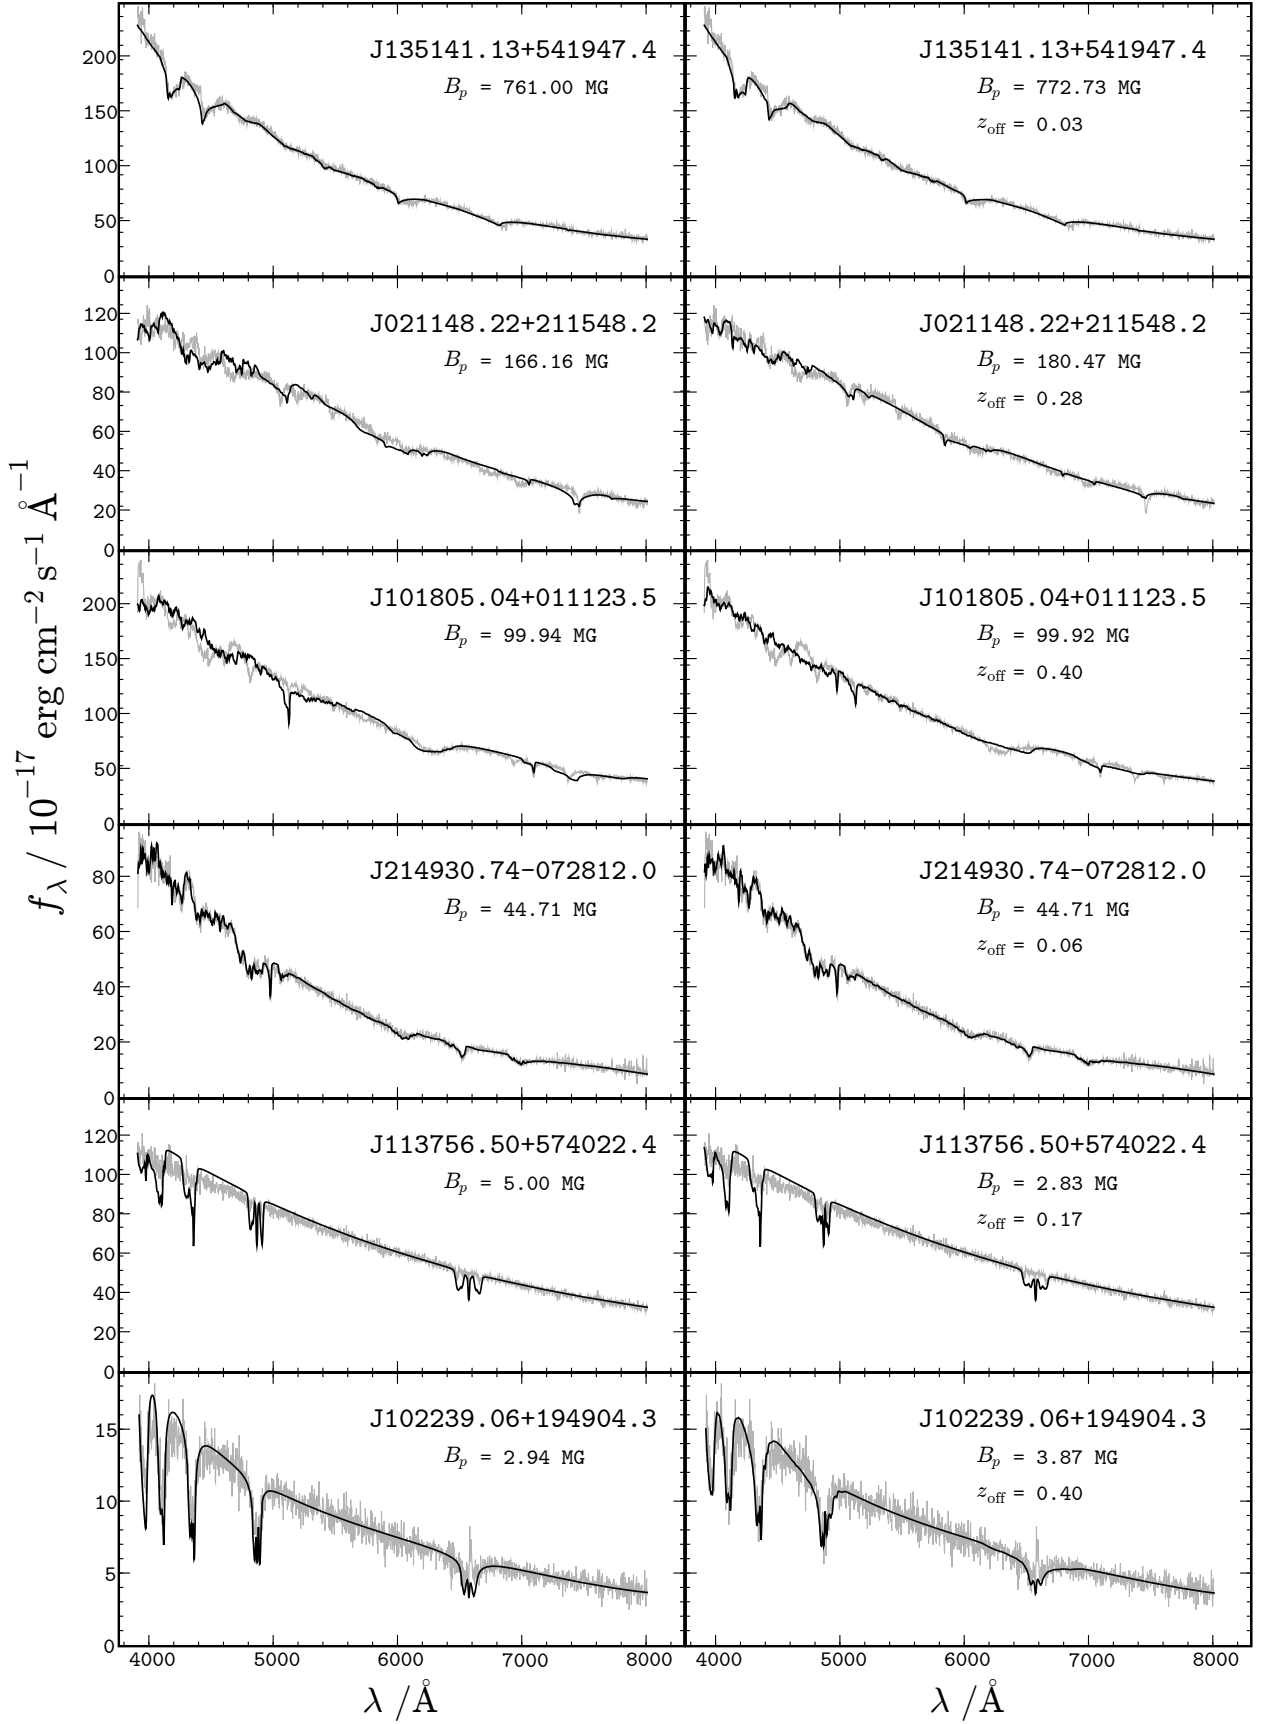 f_λ / 10⁻¹⁷ erg cm⁻² s⁻¹ Å⁻¹
J135141.13+541947.4
B_p = 761.00 MG
200
150
100
50
0
J135141.13+541947.4
B_p = 772.73 MG
z_off = 0.03
J021148.22+211548.2
B_p = 166.16 MG
120
100
80
60
40
20
0
J021148.22+211548.2
B_p = 180.47 MG
z_off = 0.28
J101805.04+011123.5
B_p = 99.94 MG
200
150
100
50
0
J101805.04+011123.5
B_p = 99.92 MG
z_off = 0.40
J214930.74-072812.0
B_p = 44.71 MG
80
60
40
20
0
J214930.74-072812.0
B_p = 44.71 MG
z_off = 0.06
J113756.50+574022.4
B_p = 5.00 MG
120
100
80
60
40
20
0
J113756.50+574022.4
B_p = 2.83 MG
z_off = 0.17
J102239.06+194904.3
B_p = 2.94 MG
15
10
5
0
J102239.06+194904.3
B_p = 3.87 MG
z_off = 0.40
4000 5000 6000 7000 8000
λ /Å
4000 5000 6000 7000 8000
λ /Å